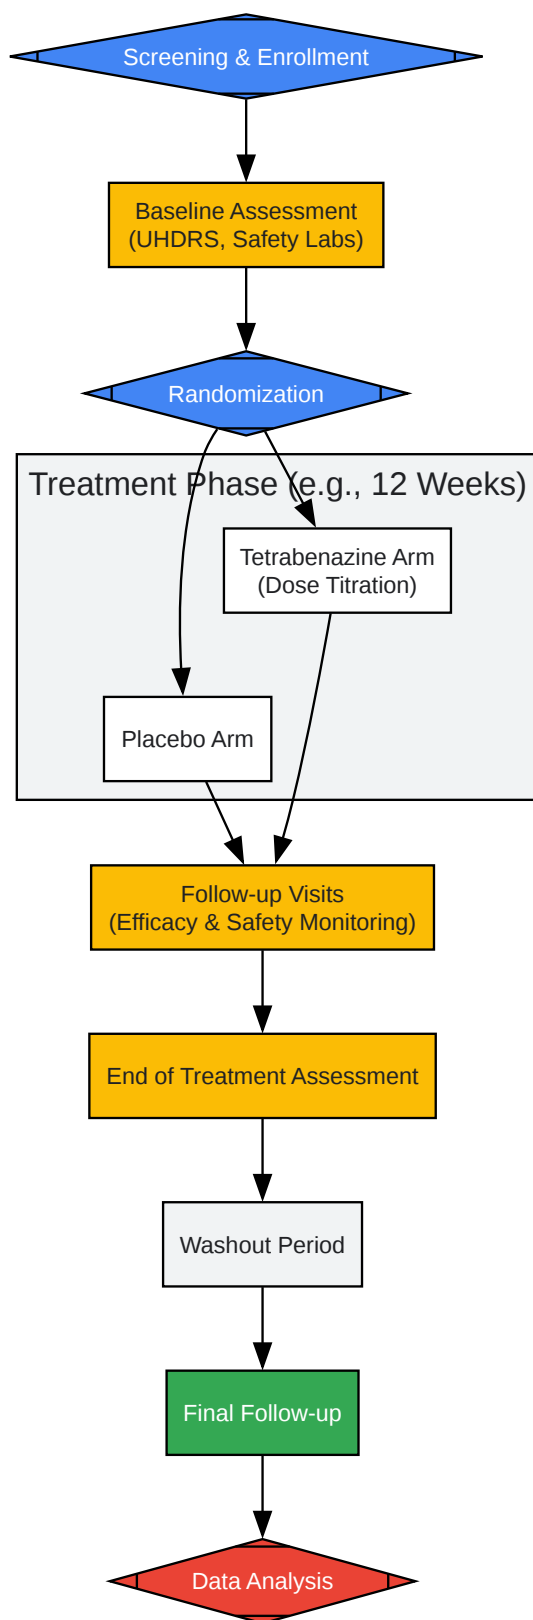 Screening & Enrollment
Baseline Assessment
(UHDRS, Safety Labs)
Randomization
Treatment Phase (e.g., 12 Weeks)
Tetrabenazine Arm
(Dose Titration)
Placebo Arm
Follow-up Visits
(Efficacy & Safety Monitoring)
End of Treatment Assessment
Washout Period
Final Follow-up
Data Analysis